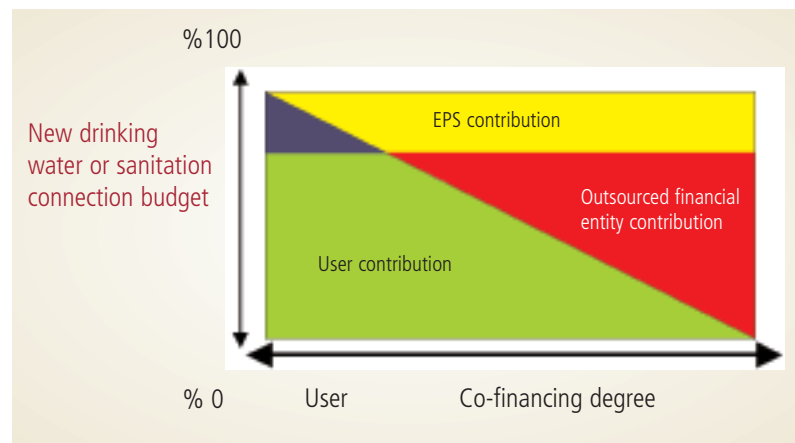 %100
New drinking
water or sanitation
connection budget
EPS contribution
Outsourced financial
entity contribution
User contribution
% 0
User
Co-financing degree